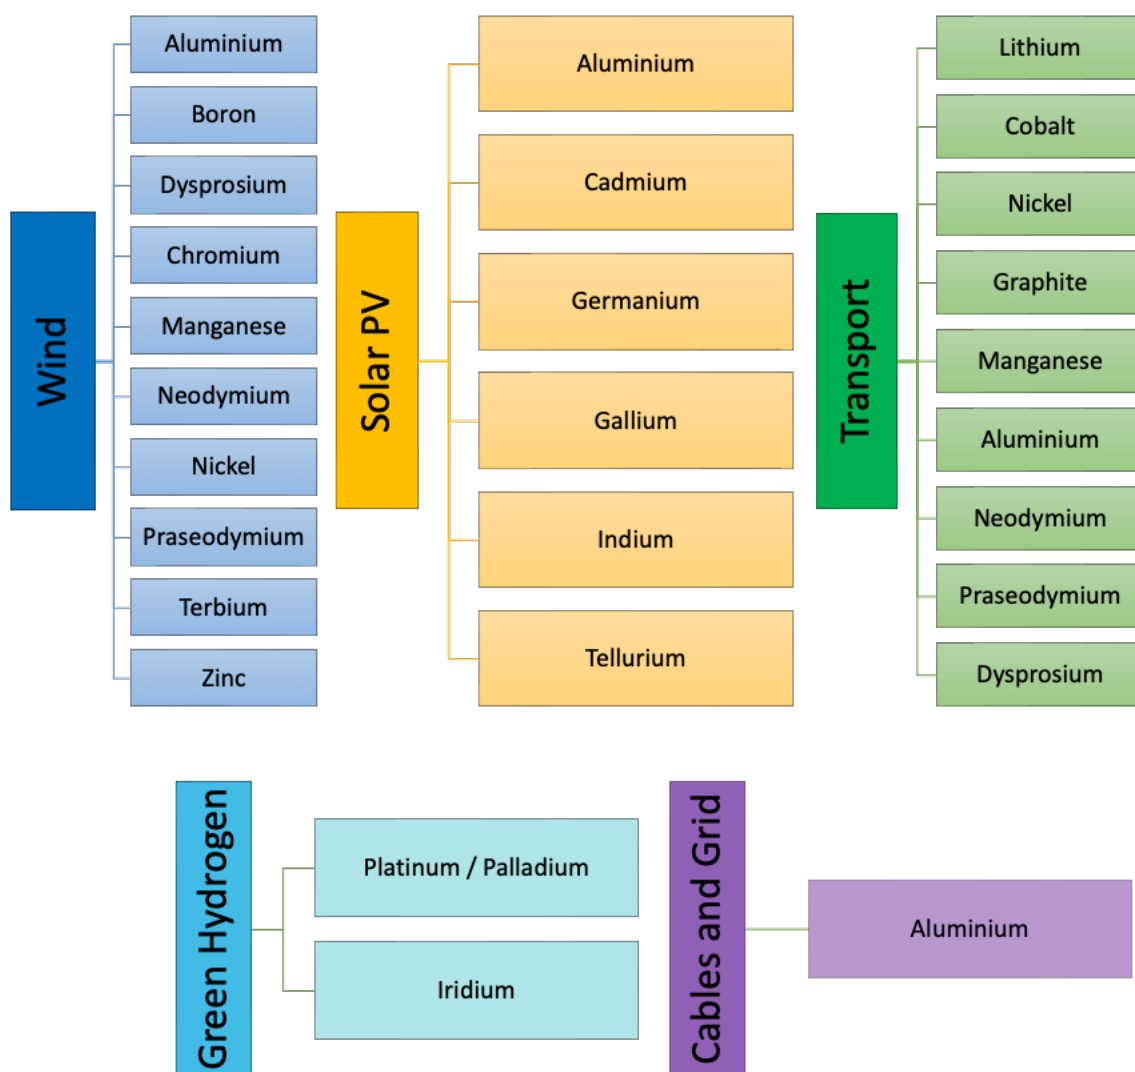 Wind
Aluminium
Boron
Dysprosium
Chromium
Manganese
Neodymium
Nickel
Praseodymium
Terbium
Zinc
Solar PV
Aluminium
Cadmium
Germanium
Gallium
Indium
Tellurium
Transport
Lithium
Cobalt
Nickel
Graphite
Manganese
Aluminium
Neodymium
Praseodymium
Dysprosium
Green Hydrogen
Platinum / Palladium
Iridium
Cables and Grid
Aluminium